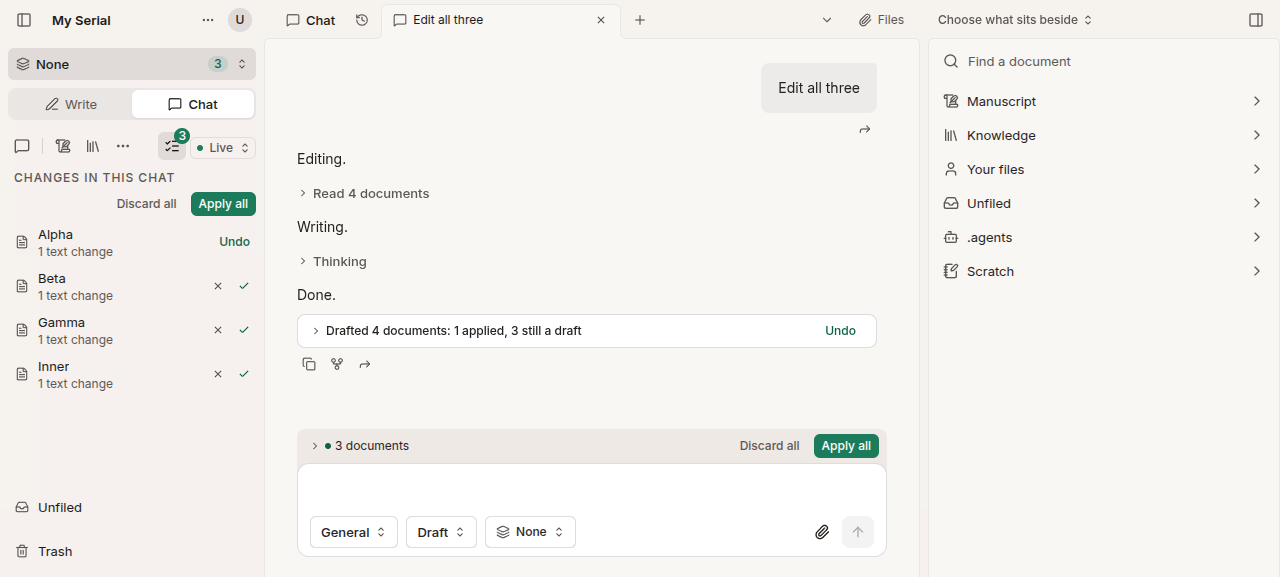 My Serial
U
Chat
Edit all three
Files
Choose what sits beside
None
3
Write
Chat
3
Live
CHANGES IN THIS CHAT
Discard all
Apply all
Alpha
1 text change
Undo
Beta
1 text change
Gamma
1 text change
Inner
1 text change
Unfiled
Trash
Edit all three
Editing.
Read 4 documents
Writing.
Thinking
Done.
Drafted 4 documents: 1 applied, 3 still a draft
Undo
3 documents
Discard all
Apply all
General
Draft
None
Find a document
Manuscript
Knowledge
Your files
Unfiled
.agents
Scratch